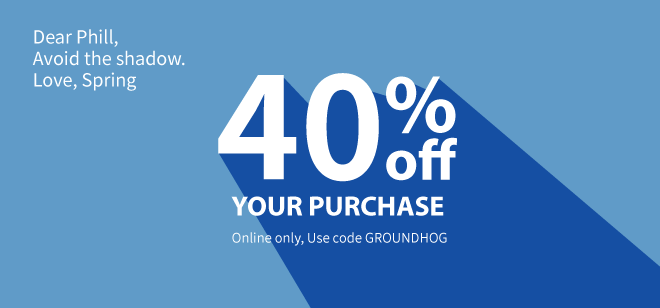 Dear Phill,
Avoid the shadow.
Love, Spring
40% off
YOUR PURCHASE
Online only, Use code GROUNDHOG